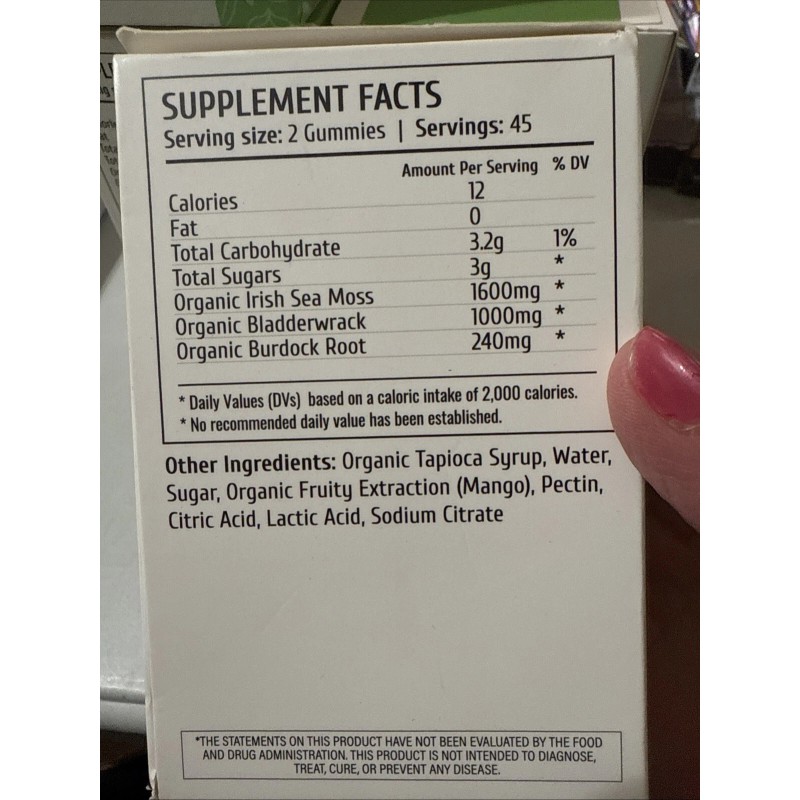 SUPPLEMENT FACTS
Serving size: 2 Gummies | Servings: 45
Amount Per Serving % DV
Calories 12
Fat 0
Total Carbohydrate 3.2g 1%
Total Sugars 3g *
Organic Irish Sea Moss 1600mg *
Organic Bladderwrack 1000mg *
Organic Burdock Root 240mg *
* Daily Values (DVs) based on a caloric intake of 2,000 calories.
* No recommended daily value has been established.
Other Ingredients: Organic Tapioca Syrup, Water,
Sugar, Organic Fruity Extraction (Mango), Pectin,
Citric Acid, Lactic Acid, Sodium Citrate
*THE STATEMENTS ON THIS PRODUCT HAVE NOT BEEN EVALUATED BY THE FOOD
AND DRUG ADMINISTRATION. THIS PRODUCT IS NOT INTENDED TO DIAGNOSE,
TREAT, CURE, OR PREVENT ANY DISEASE.